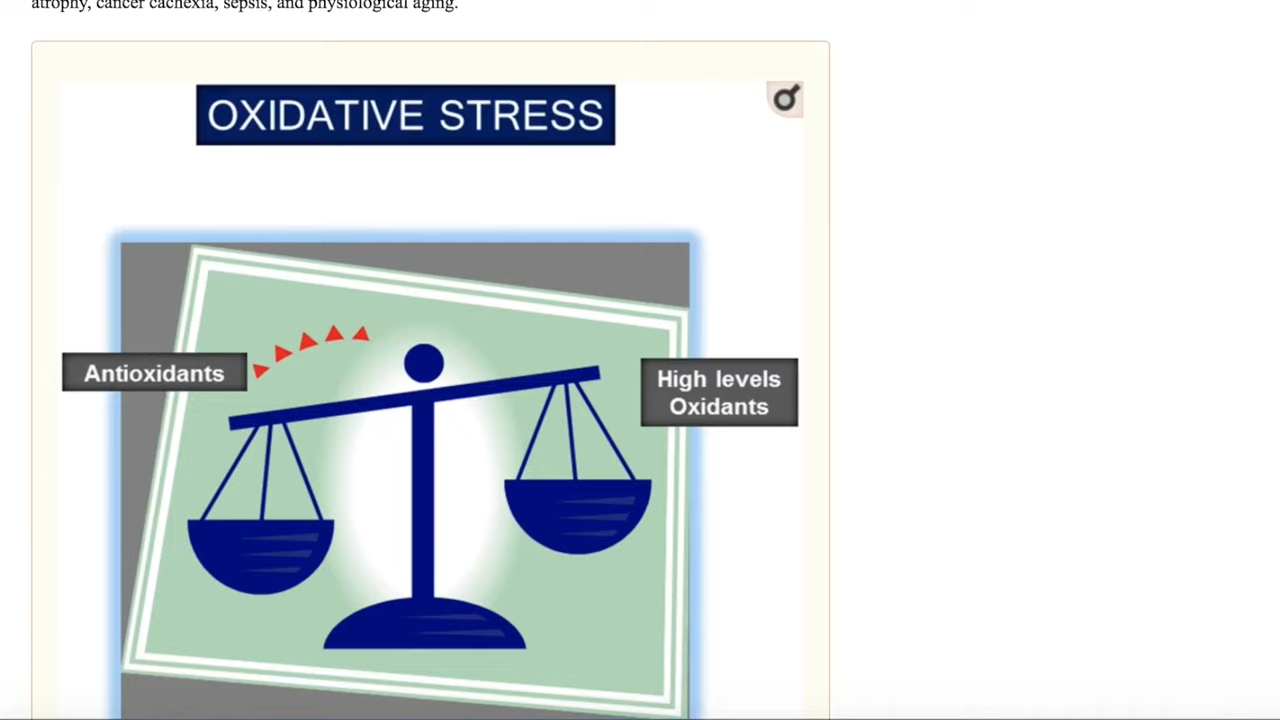 atrophy, cancer cachexia, sepsis, and physiological aging.
OXIDATIVE STRESS
Antioxidants
High levels
Oxidants